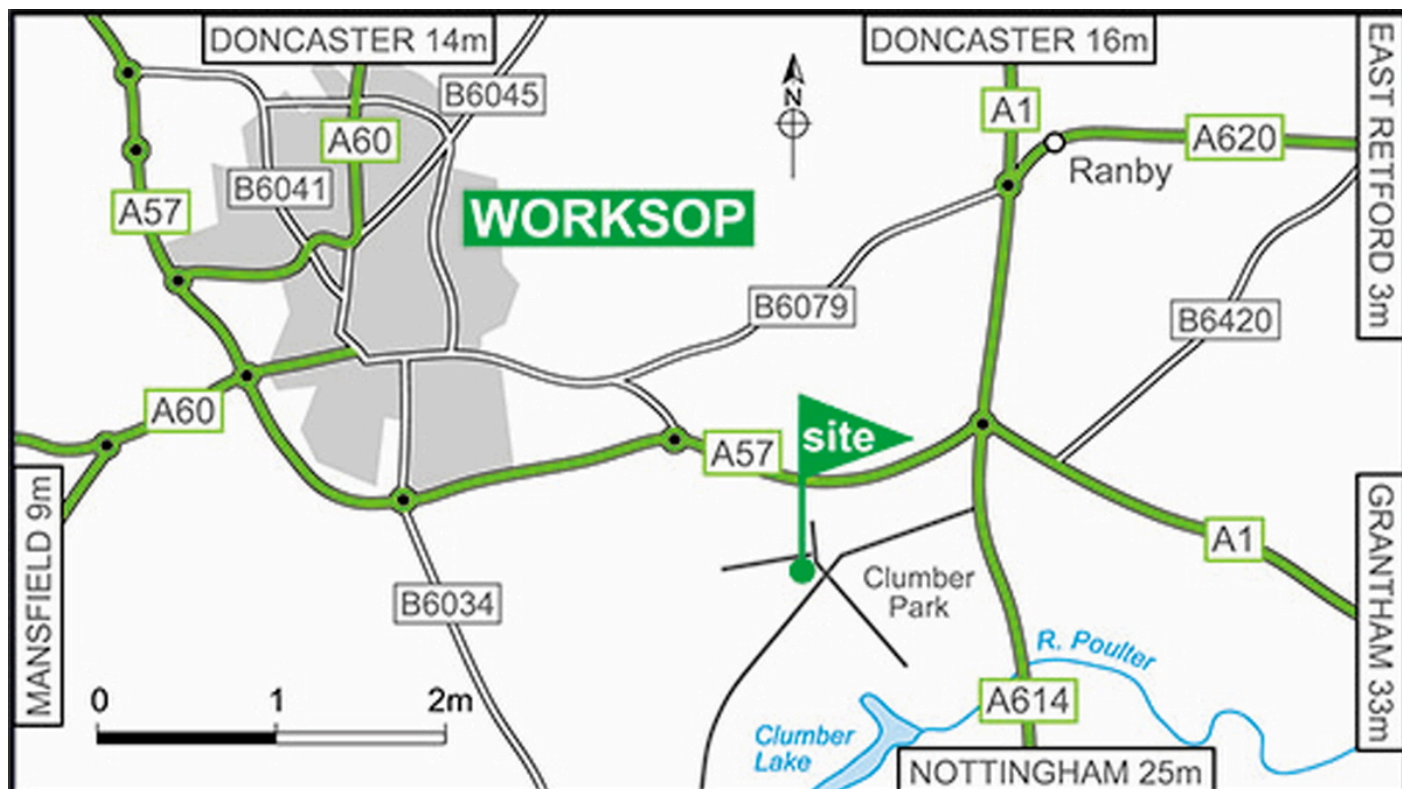 DONCASTER 14m
DONCASTER 16m
EAST RETFORD 3m
B6045
A1
N
A60
A620
Ranby
B6041
A57
WORKSOP
B6079
B6420
A60
site
A57
MANSFIELD 9m
A1
GRANTHAM 33m
Clumber
Park
B6034
R. Poulter
0 1 2m
A614
Clumber
Lake
NOTTINGHAM 25m